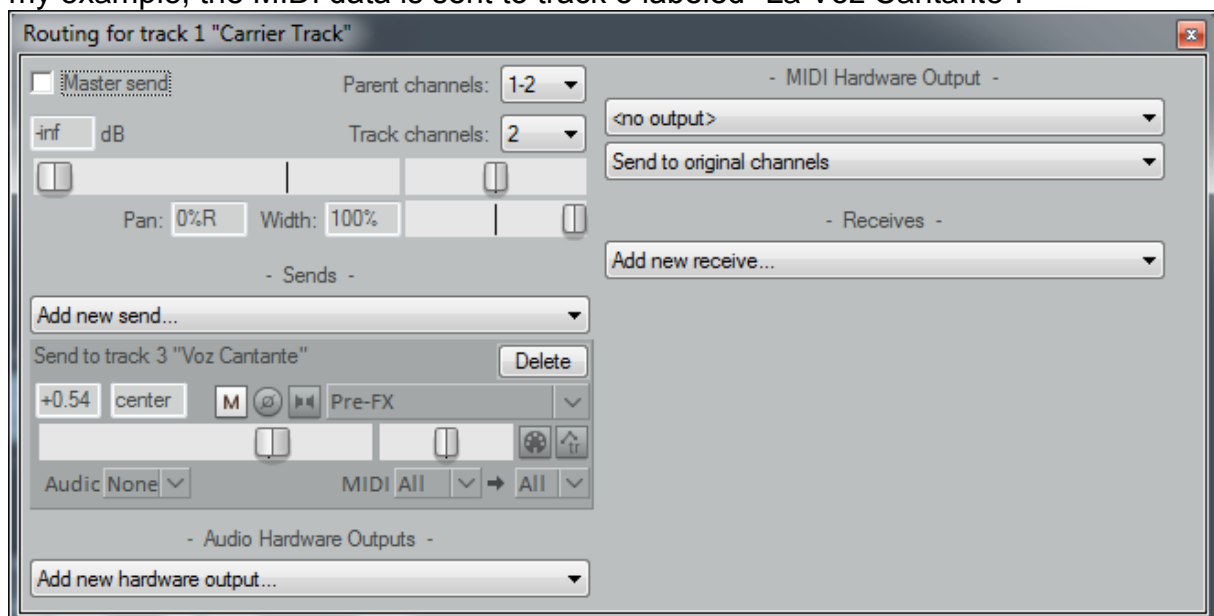 my example, the MIDI data is sent to track 3 labeled "La Voz Cantante".
Routing for track 1 "Carrier Track"
Master send Parent channels: 1-2
-inf dB Track channels: 2
Pan: 0%R Width: 100%
- Sends -
Add new send...
Send to track 3 "Voz Cantante" Delete
+0.54 center M Pre-FX
tr
Audic None MIDI All → All
- Audio Hardware Outputs -
Add new hardware output...
- MIDI Hardware Output -
<no output>
Send to original channels
- Receives -
Add new receive...